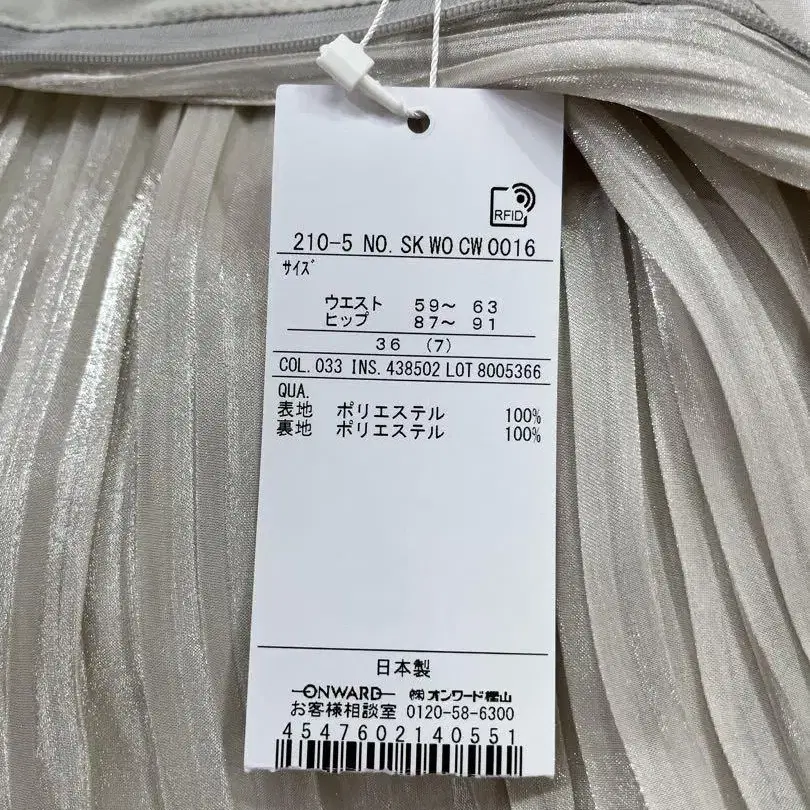 RFID
210-5 NO. SK WO CW 0016
サイズ
ウエスト 59〜 63
ヒップ 87〜 91
36 (7)
COL. 033 INS. 438502 LOT 8005366
QUA.
表地 ポリエステル 100%
裏地 ポリエステル 100%
日本製
ONWARD ㈱オンワード樫山
お客様相談室 0120-58-6300
4547602140551